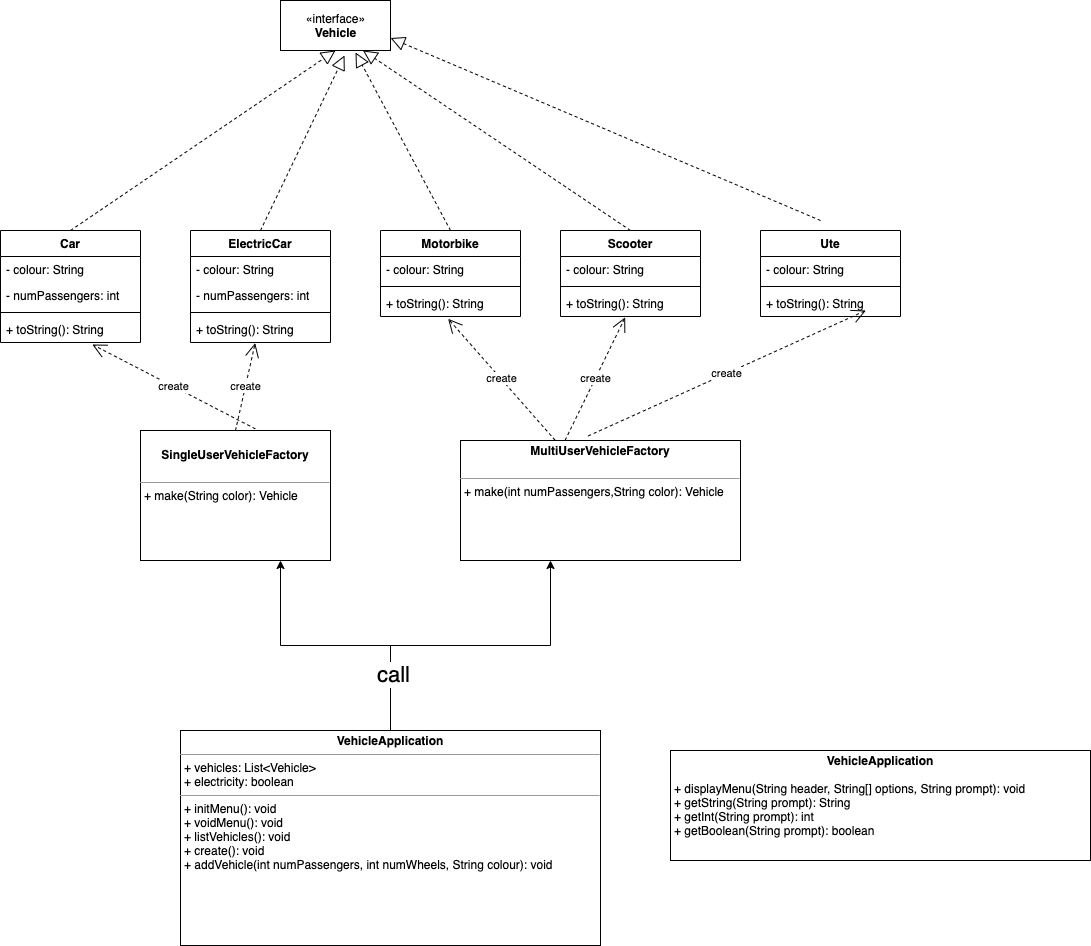 «interface»
Vehicle
Car
- colour: String
- numPassengers: int
+ toString(): String
ElectricCar
- colour: String
- numPassengers: int
+ toString(): String
Motorbike
- colour: String
+ toString(): String
Scooter
- colour: String
+ toString(): String
Ute
- colour: String
+ toString(): String
create
create
create
create
create
SingleUserVehicleFactory
+ make(String color): Vehicle
MultiUserVehicleFactory
+ make(int numPassengers,String color): Vehicle
call
VehicleApplication
+ vehicles: List<Vehicle>
+ electricity: boolean
+ initMenu(): void
+ voidMenu(): void
+ listVehicles(): void
+ create(): void
+ addVehicle(int numPassengers, int numWheels, String colour): void
VehicleApplication
+ displayMenu(String header, String[] options, String prompt): void
+ getString(String prompt): String
+ getInt(String prompt): int
+ getBoolean(String prompt): boolean